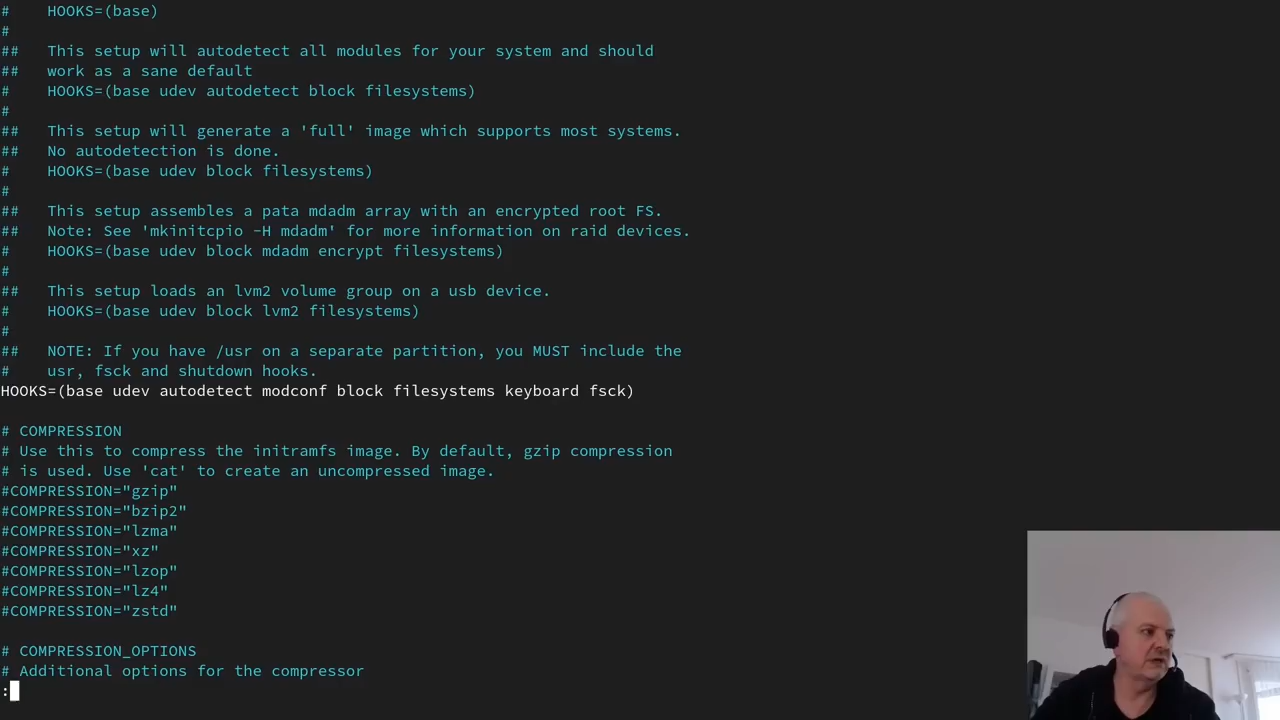 #    HOOKS=(base)
#
##   This setup will autodetect all modules for your system and should
##   work as a sane default
#    HOOKS=(base udev autodetect block filesystems)
#
##   This setup will generate a 'full' image which supports most systems.
##   No autodetection is done.
#    HOOKS=(base udev block filesystems)
#
##   This setup assembles a pata mdadm array with an encrypted root FS.
##   Note: See 'mkinitcpio -H mdadm' for more information on raid devices.
#    HOOKS=(base udev block mdadm encrypt filesystems)
#
##   This setup loads an lvm2 volume group on a usb device.
#    HOOKS=(base udev block lvm2 filesystems)
#
##   NOTE: If you have /usr on a separate partition, you MUST include the
#    usr, fsck and shutdown hooks.
HOOKS=(base udev autodetect modconf block filesystems keyboard fsck)

# COMPRESSION
# Use this to compress the initramfs image. By default, gzip compression
# is used. Use 'cat' to create an uncompressed image.
#COMPRESSION="gzip"
#COMPRESSION="bzip2"
#COMPRESSION="lzma"
#COMPRESSION="xz"
#COMPRESSION="lzop"
#COMPRESSION="lz4"
#COMPRESSION="zstd"

# COMPRESSION_OPTIONS
# Additional options for the compressor
: